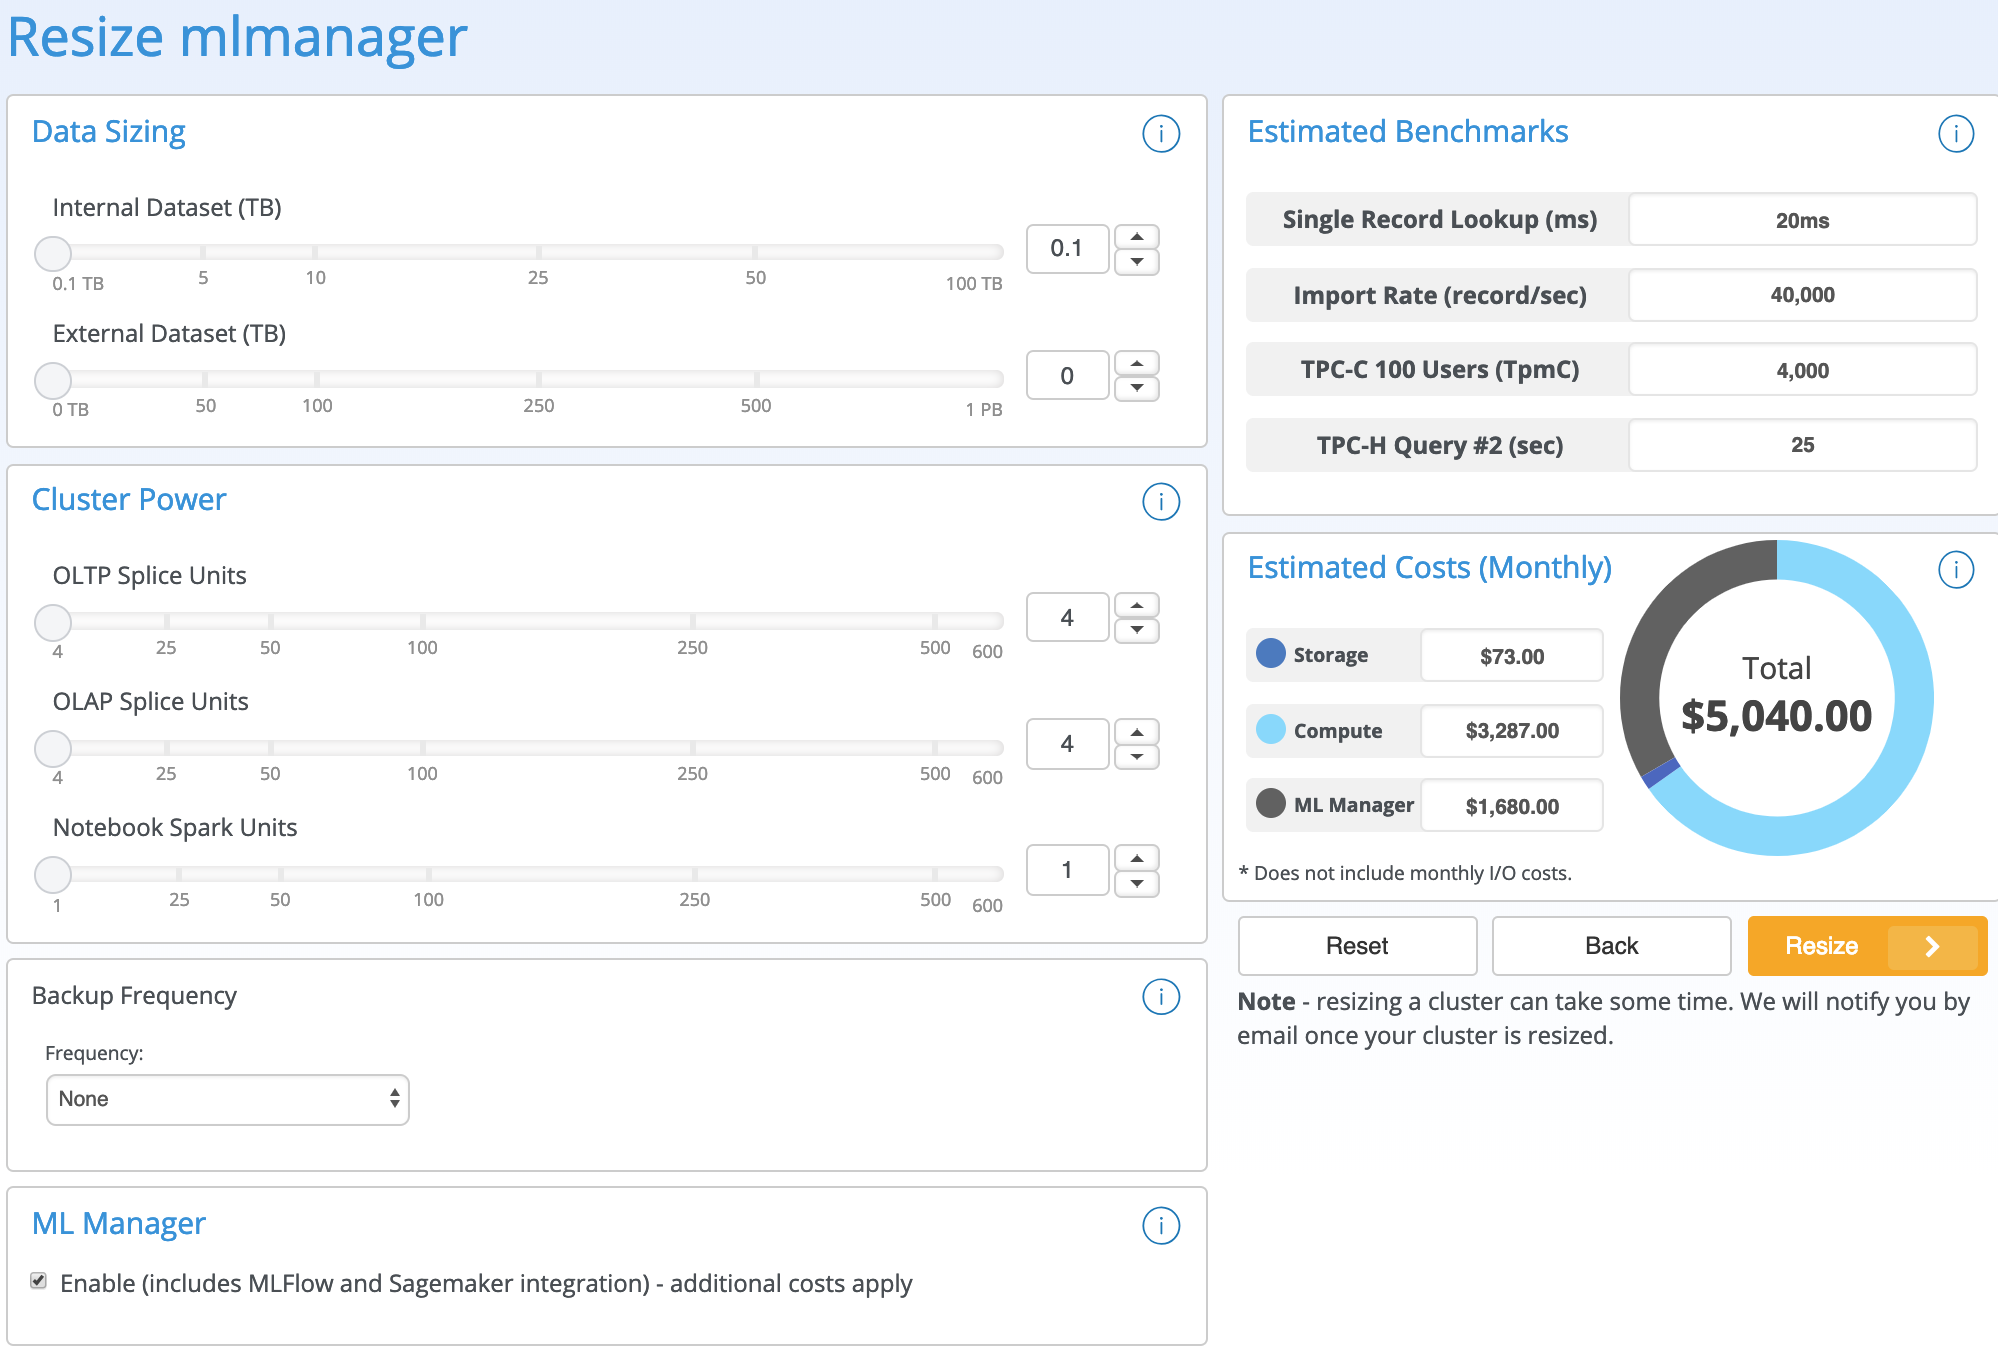 Resize mlmanager
Data Sizing
i
Internal Dataset (TB)
0.1
0.1 TB 5 10 25 50 100 TB
External Dataset (TB)
0
0 TB 50 100 250 500 1 PB
Cluster Power
i
OLTP Splice Units
4
4 25 50 100 250 500 600
OLAP Splice Units
4
4 25 50 100 250 500 600
Notebook Spark Units
1
1 25 50 100 250 500 600
Backup Frequency
i
Frequency:
None
ML Manager
i
Enable (includes MLFlow and Sagemaker integration) - additional costs apply
Estimated Benchmarks
i
Single Record Lookup (ms) 20ms
Import Rate (record/sec) 40,000
TPC-C 100 Users (TpmC) 4,000
TPC-H Query #2 (sec) 25
Estimated Costs (Monthly)
i
Storage $73.00
Compute $3,287.00
ML Manager $1,680.00
Total
$5,040.00
* Does not include monthly I/O costs.
Reset Back Resize
Note - resizing a cluster can take some time. We will notify you by
email once your cluster is resized.